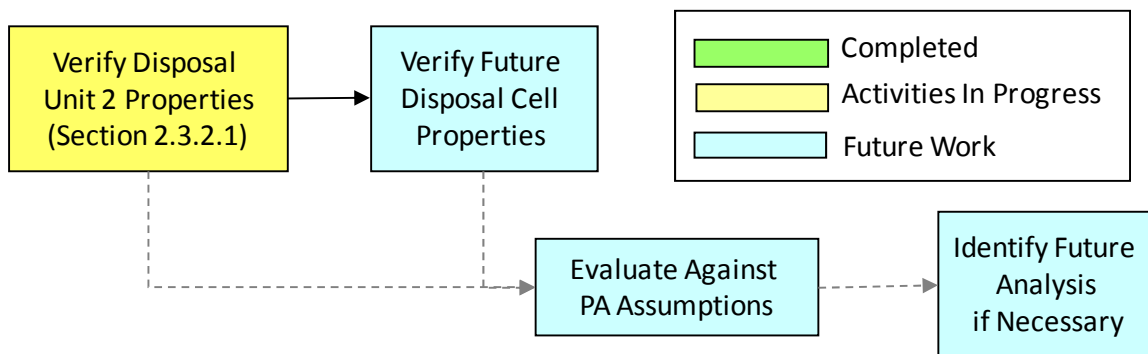 Verify Disposal
Unit 2 Properties
(Section 2.3.2.1)
Verify Future
Disposal Cell
Properties
Completed
Activities In Progress
Future Work
Evaluate Against
PA Assumptions
Identify Future
Analysis
if Necessary